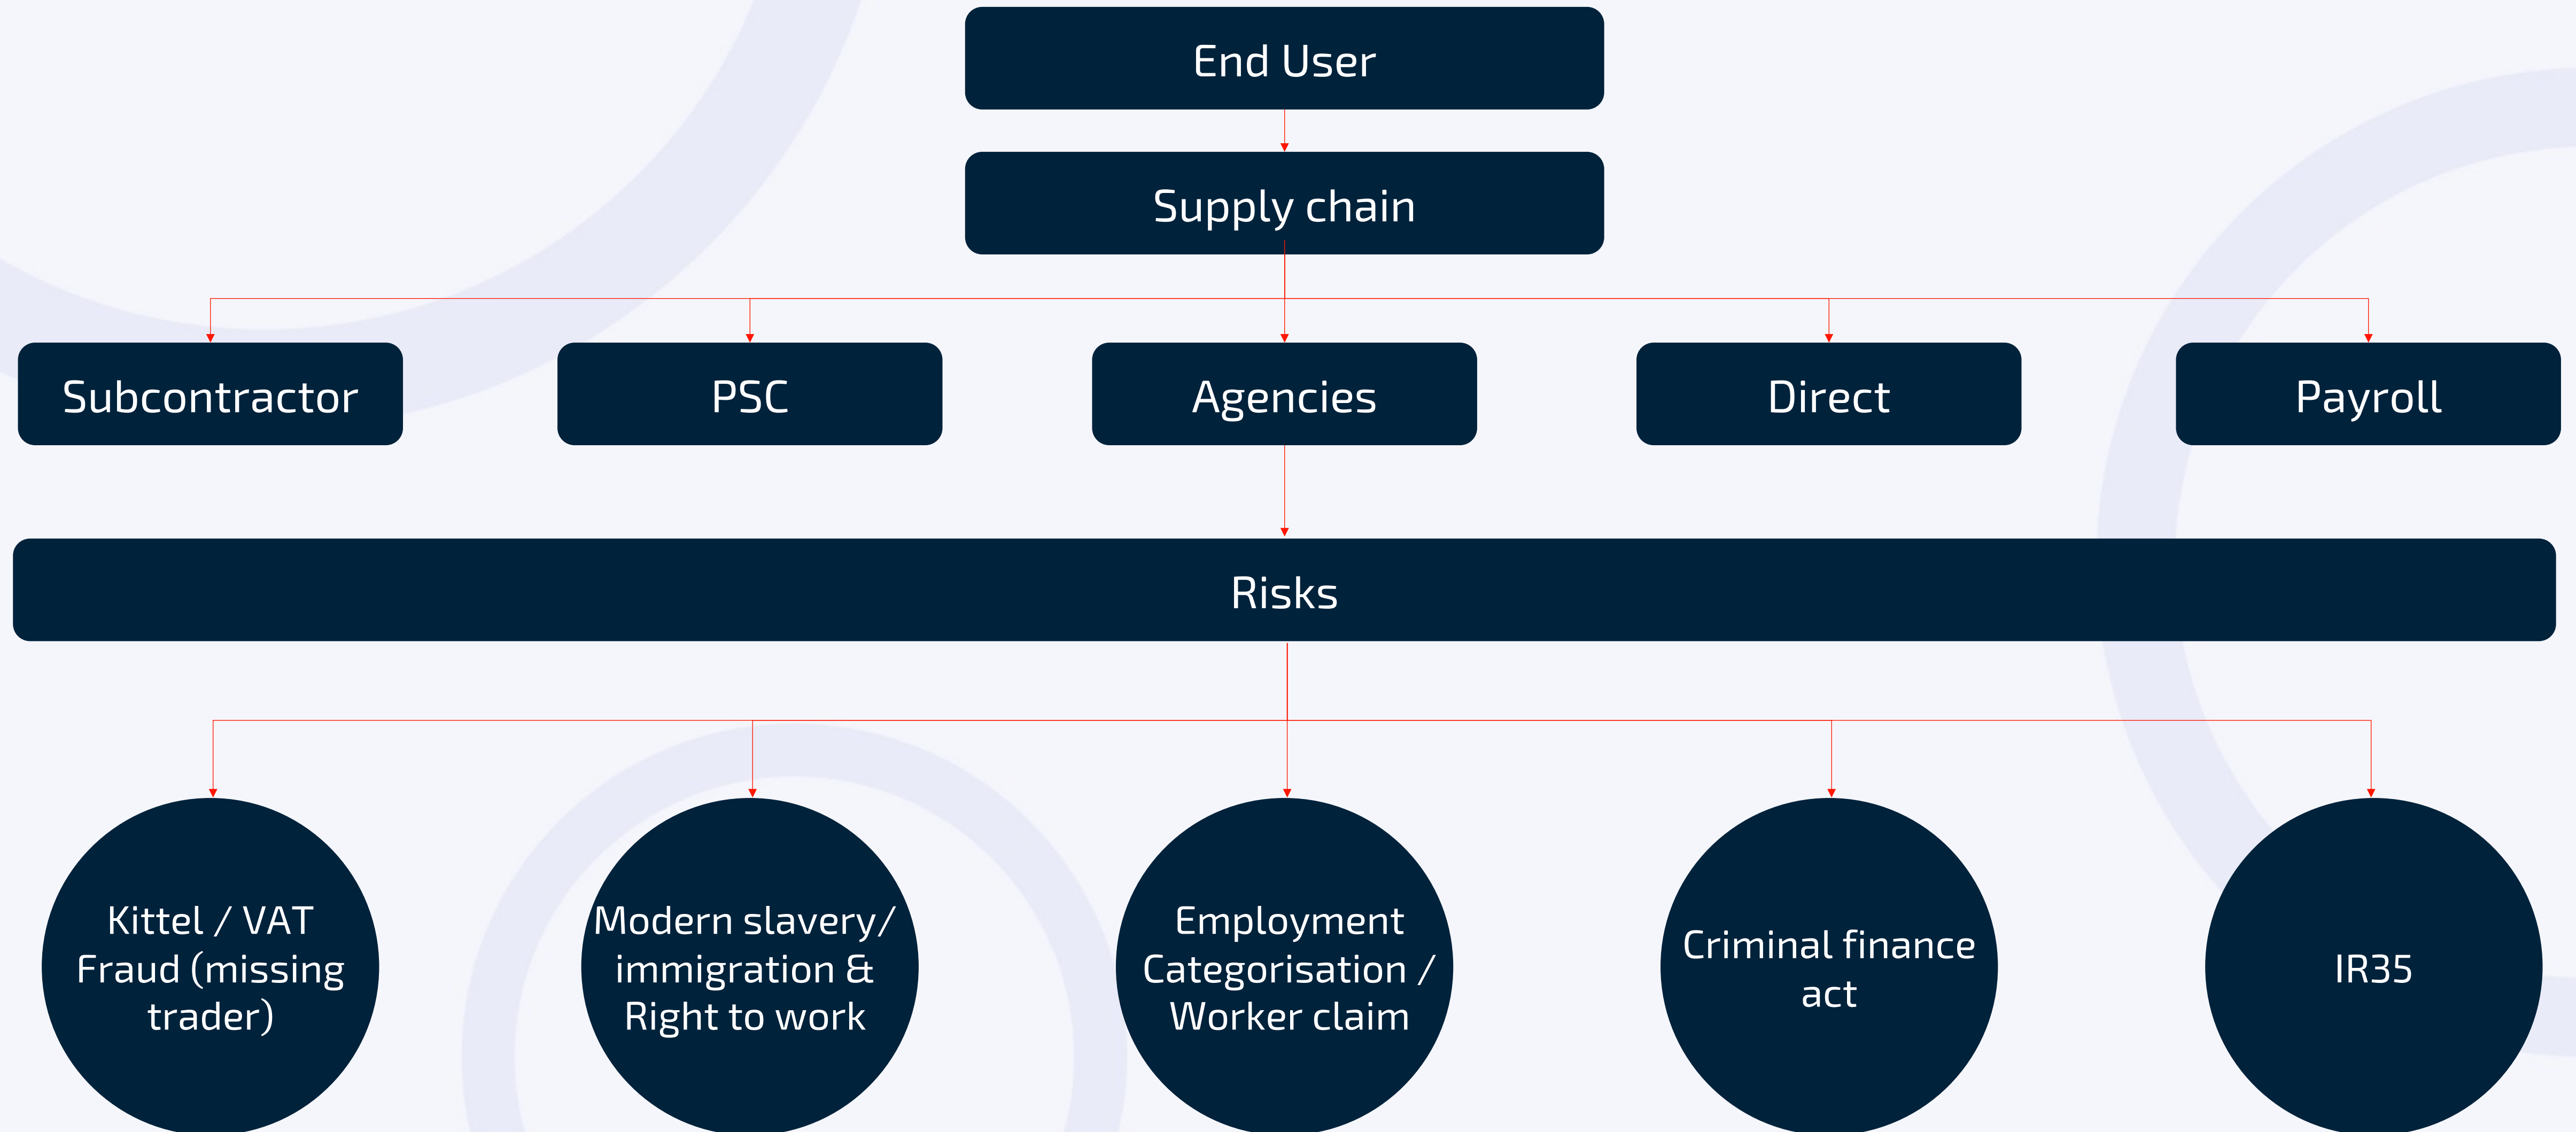 End User
Supply chain
Subcontractor
PSC
Agencies
Direct
Payroll
Risks
Kittel / VAT
Fraud (missing
trader)
Modern slavery/
immigration &
Right to work
Employment
Categorisation /
Worker claim
Criminal finance
act
IR35